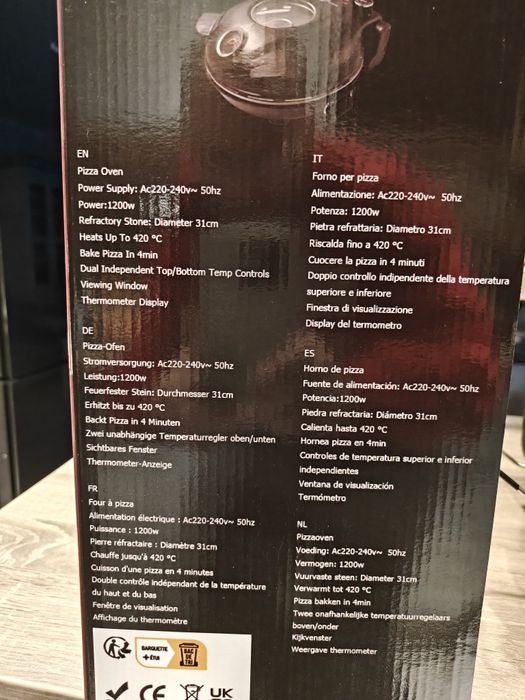 EN
Pizza Oven
Power Supply: Ac220-240v~ 50hz
Power:1200w
Refractory Stone: Diameter 31cm
Heats Up To 420 °C
Bake Pizza In 4min
Dual Independent Top/Bottom Temp Controls
Viewing Window
Thermometer Display
DE
Pizza-Ofen
Stromversorgung: Ac220-240v~ 50hz
Leistung:1200w
Feuerfester Stein: Durchmesser 31cm
Erhitzt bis zu 420 °C
Backt Pizza in 4 Minuten
Zwei unabhängige Temperaturregler oben/unten
Sichtbares Fenster
Thermometer-Anzeige
FR
Four à pizza
Alimentation électrique : Ac220-240v~ 50hz
Puissance : 1200w
Pierre réfractaire : Diamètre 31cm
Chauffe jusqu'à 420 °C
Cuisson d'une pizza en 4 minutes
Double contrôle indépendant de la température
du haut et du bas
Fenêtre de visualisation
Affichage du thermomètre
IT
Forno per pizza
Alimentazione: Ac220-240v~ 50hz
Potenza: 1200w
Pietra refrattaria: Diametro 31cm
Riscalda fino a 420 °C
Cuocere la pizza in 4 minuti
Doppio controllo indipendente della temperatura
superiore e inferiore
Finestra di visualizzazione
Display del termometro
ES
Horno de pizza
Fuente de alimentación: Ac220-240v~ 50hz
Potencia:1200w
Piedra refractaria: Diámetro 31cm
Calienta hasta 420 °C
Hornea pizza en 4min
Controles de temperatura superior e inferior
independientes
Ventana de visualización
Termómetro
NL
Pizzaoven
Voeding: Ac220-240v~ 50hz
Vermogen: 1200w
Vuurvaste steen: Diameter 31cm
Verwarmt tot 420 °C
Pizza bakken in 4min
Twee onafhankelijke temperatuurregelaars
boven/onder
Kijkvenster
Weergave thermometer
BARQUETTE
+ÉTUI
BAC
DE
TRI
CE
UK